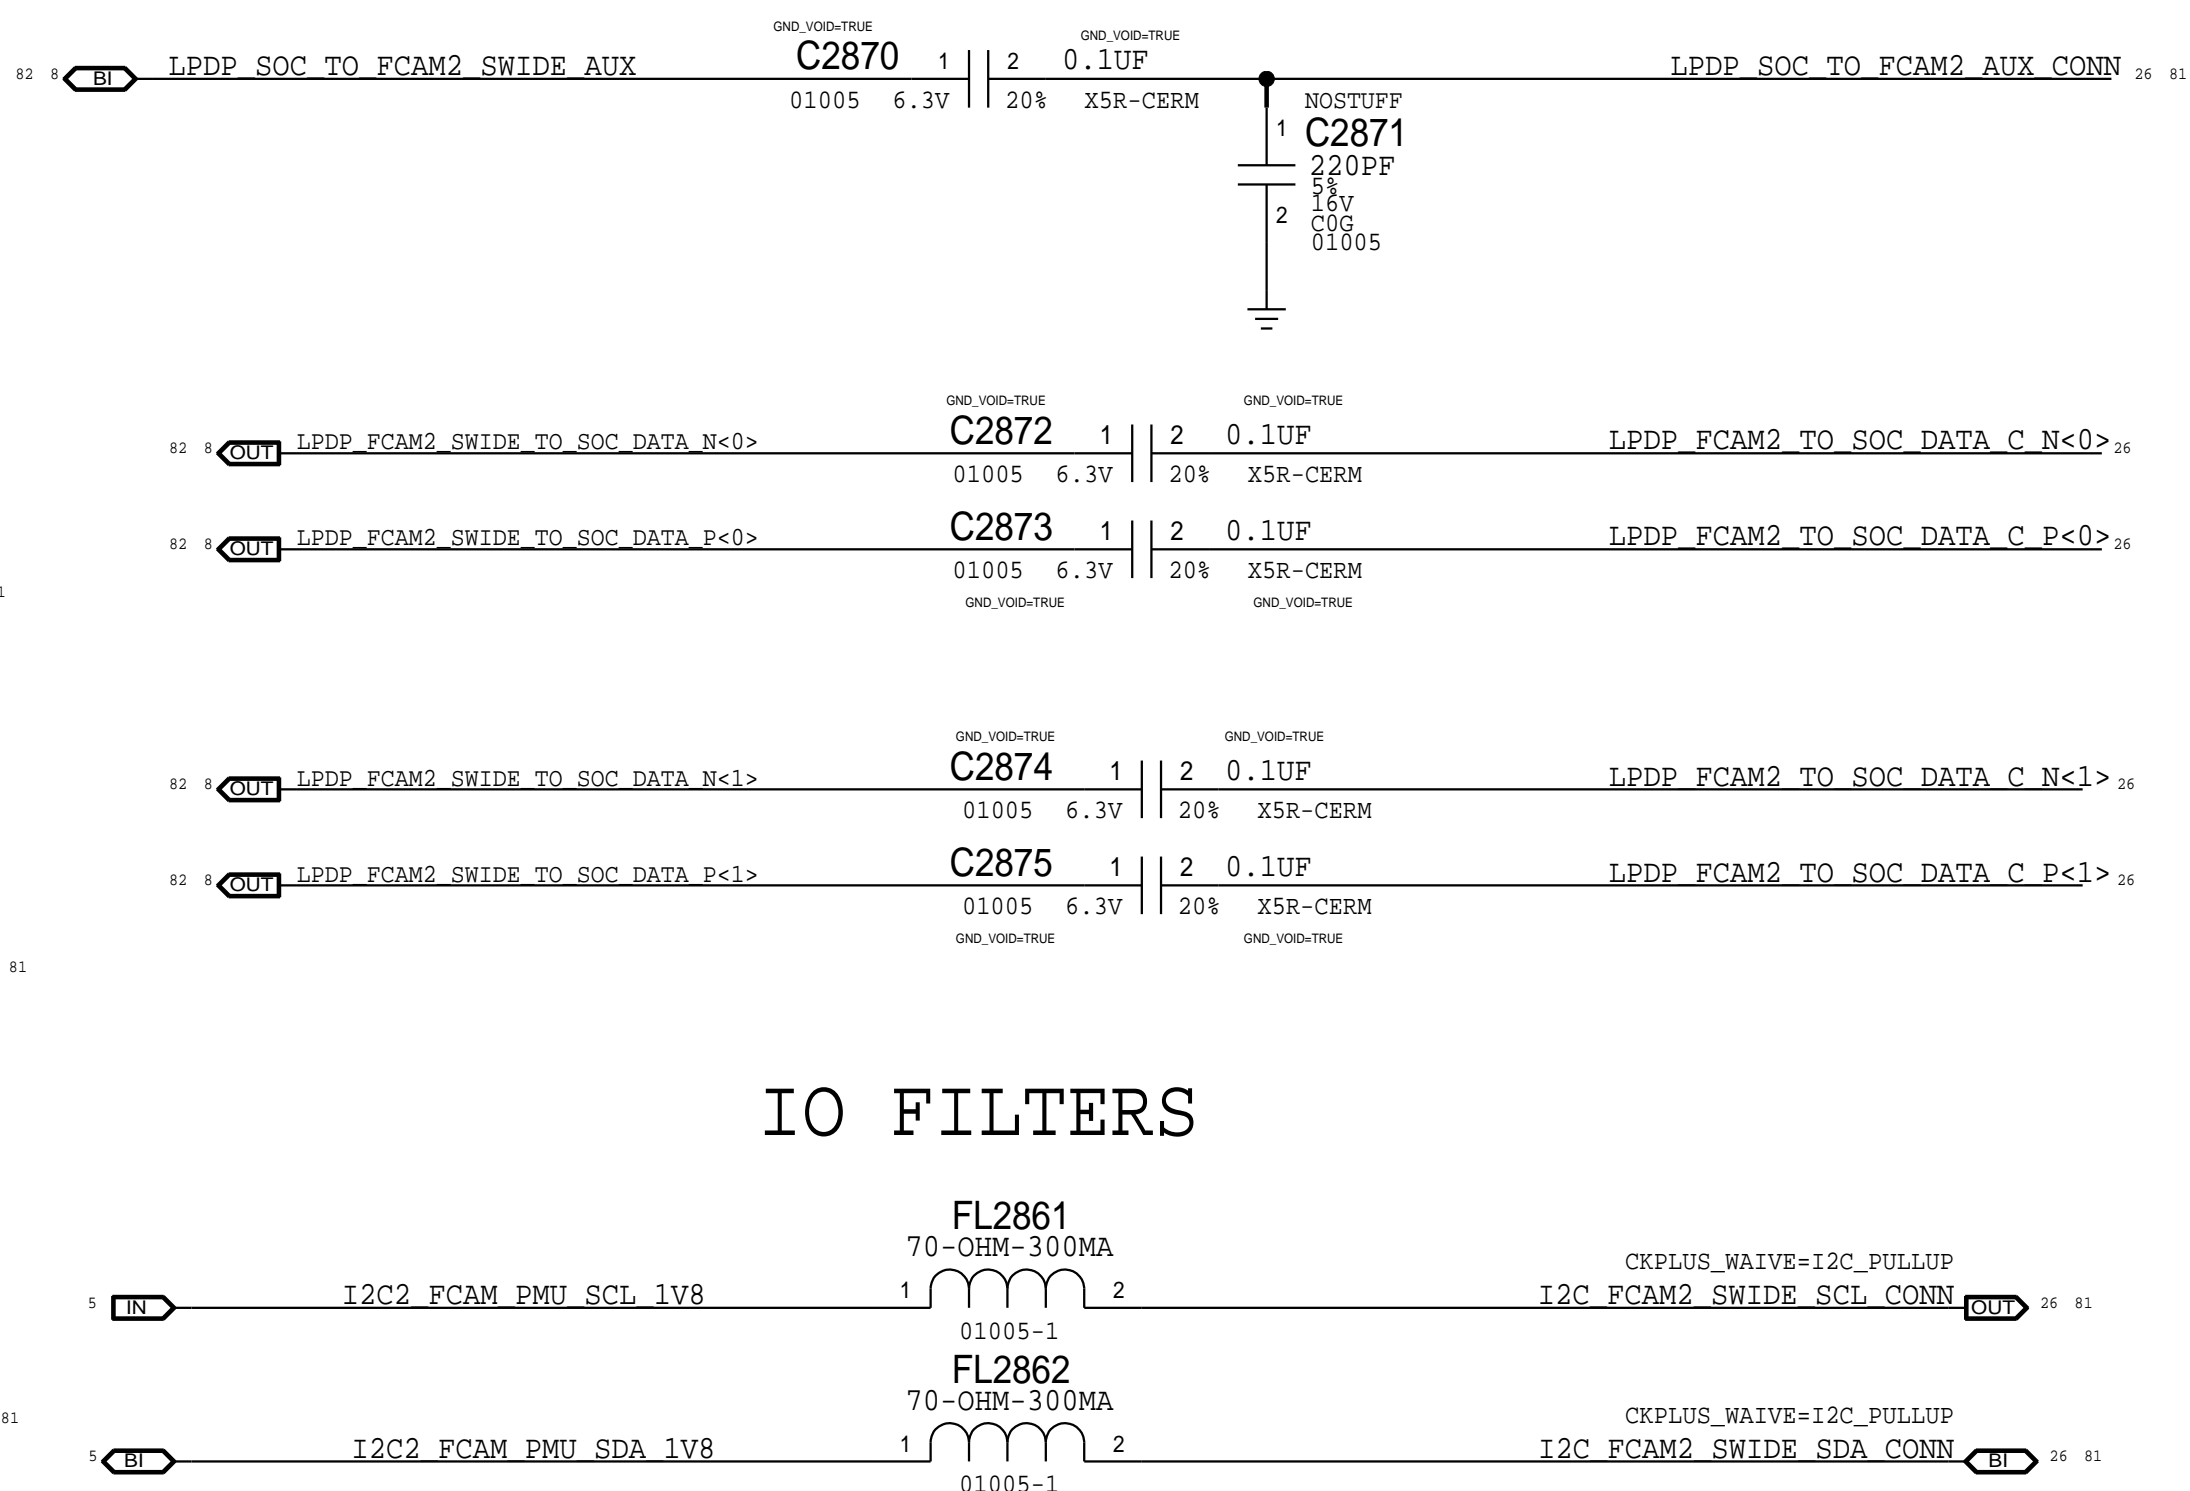 GND_VOID=TRUE
GND_VOID=TRUE
82 8 BI LPDP_SOC_TO_FCAM2_SWIDE_AUX C2870 1 2 0.1UF LPDP_SOC_TO_FCAM2_AUX_CONN 26 81
01005 6.3V 20% X5R-CERM NOSTUFF
1 C2871
220PF
5%
16V
2 C0G
01005
GND_VOID=TRUE GND_VOID=TRUE
82 8 OUT LPDP_FCAM2_SWIDE_TO_SOC_DATA_N<0> C2872 1 2 0.1UF LPDP_FCAM2_TO_SOC_DATA_C_N<0> 26
01005 6.3V 20% X5R-CERM
82 8 OUT LPDP_FCAM2_SWIDE_TO_SOC_DATA_P<0> C2873 1 2 0.1UF LPDP_FCAM2_TO_SOC_DATA_C_P<0> 26
01005 6.3V 20% X5R-CERM
GND_VOID=TRUE GND_VOID=TRUE
GND_VOID=TRUE GND_VOID=TRUE
82 8 OUT LPDP_FCAM2_SWIDE_TO_SOC_DATA_N<1> C2874 1 2 0.1UF LPDP_FCAM2_TO_SOC_DATA_C_N<1> 26
01005 6.3V 20% X5R-CERM
82 8 OUT LPDP_FCAM2_SWIDE_TO_SOC_DATA_P<1> C2875 1 2 0.1UF LPDP_FCAM2_TO_SOC_DATA_C_P<1> 26
01005 6.3V 20% X5R-CERM
GND_VOID=TRUE GND_VOID=TRUE
81
IO FILTERS
FL2861
70-OHM-300MA
CKPLUS_WAIVE=I2C_PULLUP
5 IN I2C2_FCAM_PMU_SCL_1V8 1 2 I2C_FCAM2_SWIDE_SCL_CONN OUT 26 81
01005-1
FL2862
70-OHM-300MA
81 CKPLUS_WAIVE=I2C_PULLUP
5 BI I2C2_FCAM_PMU_SDA_1V8 1 2 I2C_FCAM2_SWIDE_SDA_CONN BI 26 81
01005-1